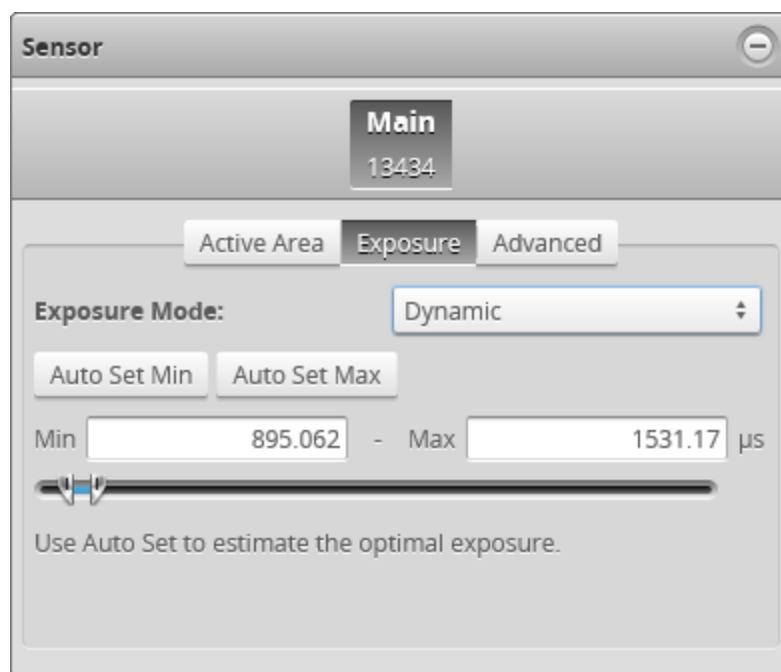 Sensor
Main
13434
Active Area Exposure Advanced
Exposure Mode: Dynamic
Auto Set Min Auto Set Max
Min 895.062 - Max 1531.17 µs
Use Auto Set to estimate the optimal exposure.